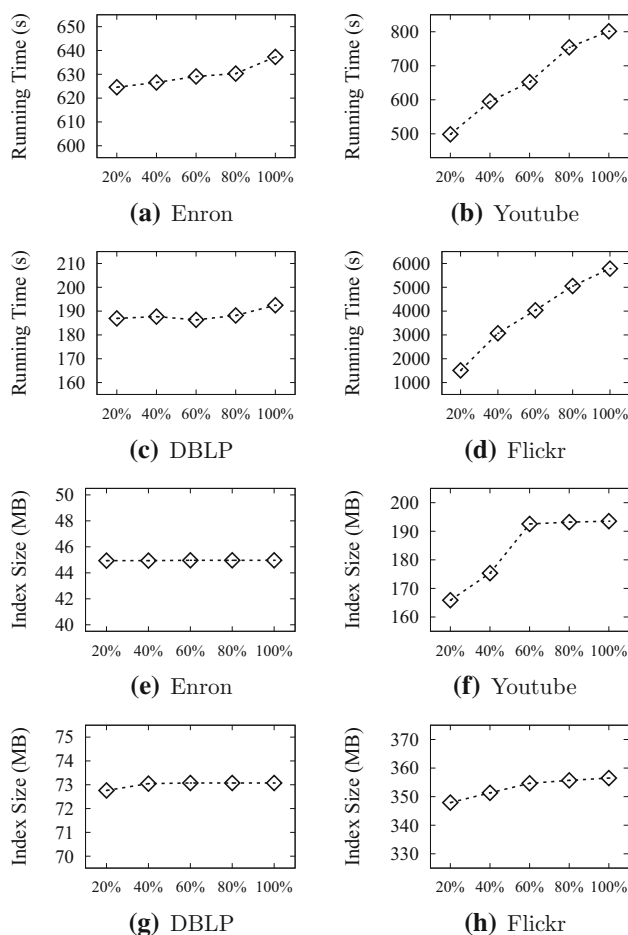 Running Time (s)
650
640
630
620
610
600
20% 40% 60% 80% 100%
(a) Enron
Running Time (s)
800
700
600
500
20% 40% 60% 80% 100%
(b) Youtube
Running Time (s)
210
200
190
180
170
160
20% 40% 60% 80% 100%
(c) DBLP
Running Time (s)
6000
5000
4000
3000
2000
1000
20% 40% 60% 80% 100%
(d) Flickr
Index Size (MB)
50
48
46
44
42
40
20% 40% 60% 80% 100%
(e) Enron
Index Size (MB)
200
190
180
170
160
20% 40% 60% 80% 100%
(f) Youtube
Index Size (MB)
75
74
73
72
71
70
20% 40% 60% 80% 100%
(g) DBLP
Index Size (MB)
370
360
350
340
330
20% 40% 60% 80% 100%
(h) Flickr